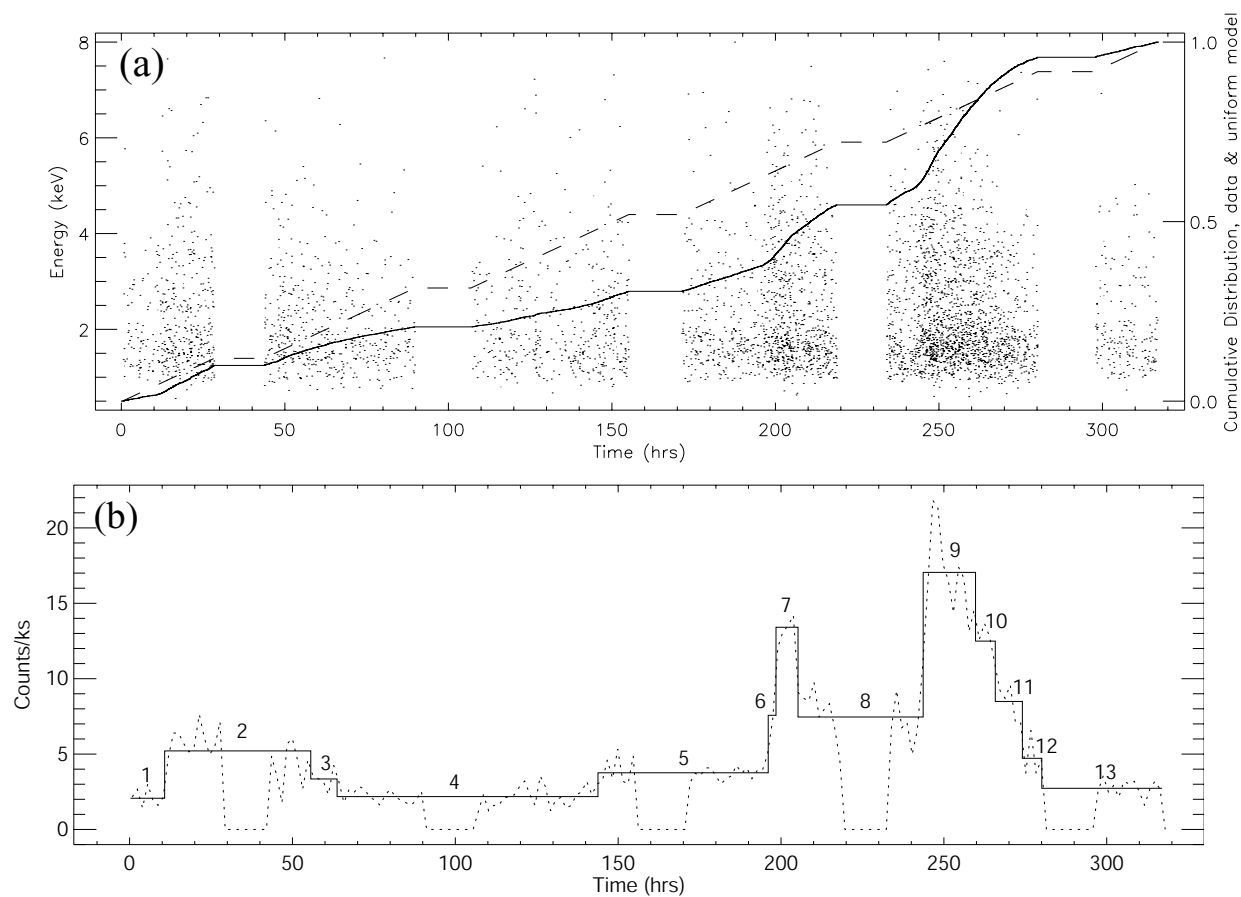 (a)
8
6
4
2
Energy (keV)
1.0
0.5
0.0
Cumulative Distribution, data & uniform model
0 50 100 150 200 250 300
Time (hrs)
(b)
20
15
10
5
0
Counts/ks
1
2
3
4
5
6
7
8
9
10
11
12
13
0 50 100 150 200 250 300
Time (hrs)